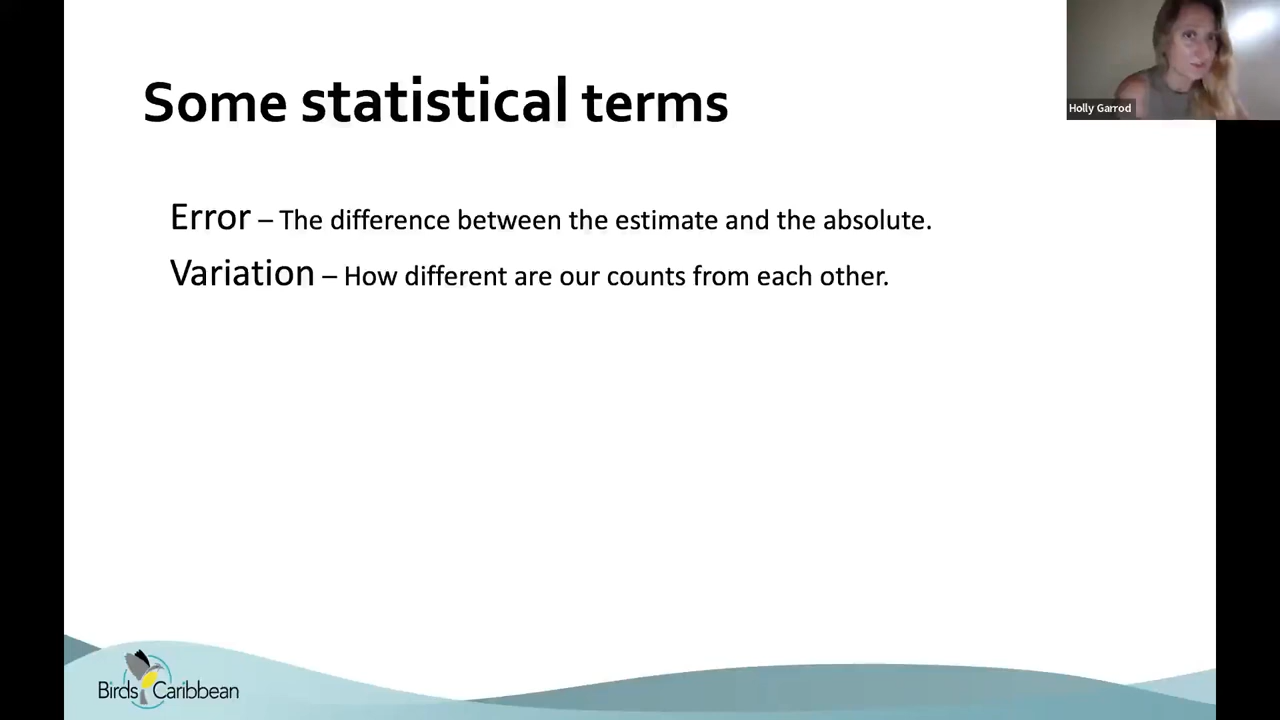 Holly Garrod
Some statistical terms
Error – The difference between the estimate and the absolute.
Variation – How different are our counts from each other.
Birds Caribbean